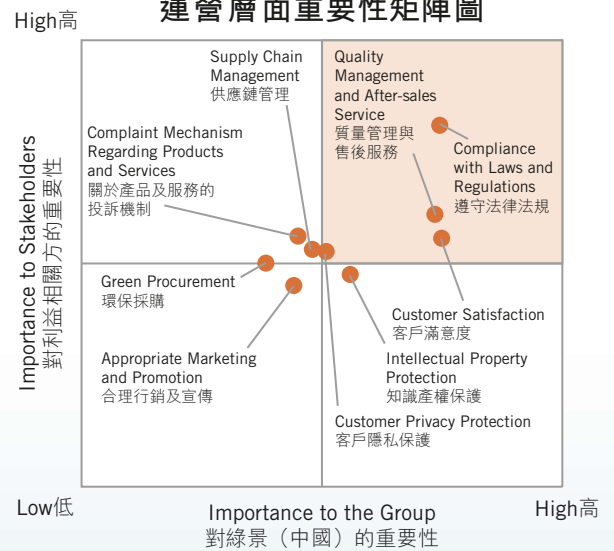 運營層面重要性矩陣圖
High高
Supply Chain
Management
供應鏈管理
Quality
Management
and After-sales
Service
質量管理與
售後服務
Complaint Mechanism
Regarding Products
and Services
關於產品及服務的
投訴機制
Compliance
with Laws and
Regulations
遵守法律法規
Importance to Stakeholders
對利益相關方的重要性
Green Procurement
環保採購
Customer Satisfaction
客戶滿意度
Appropriate Marketing
and Promotion
合理行銷及宣傳
Intellectual Property
Protection
知識產權保護
Customer Privacy Protection
客戶隱私保護
Low低
Importance to the Group
對綠景（中國）的重要性
High高